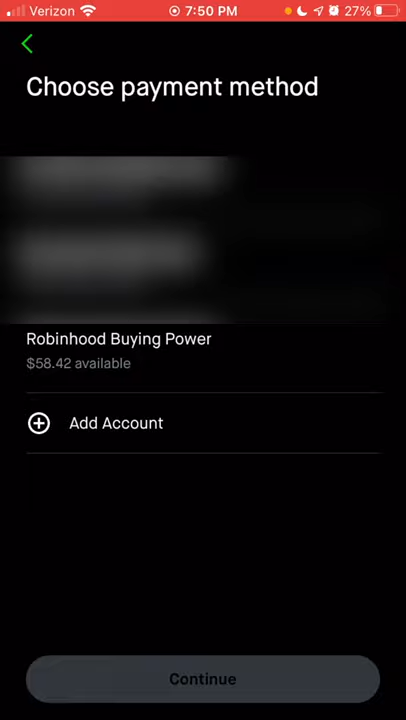 Verizon 7:50 PM 27%
Choose payment method
Robinhood Buying Power
$58.42 available
Add Account
Continue